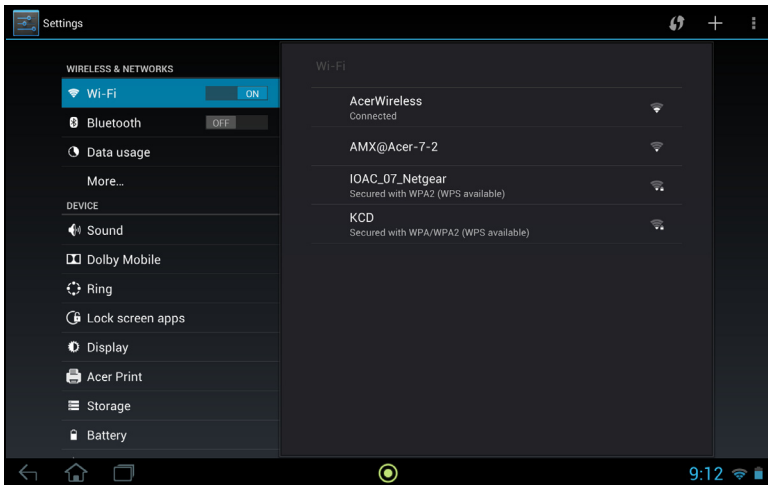 Settings
WIRELESS & NETWORKS
Wi-Fi
ON
Bluetooth
OFF
Data usage
More...
DEVICE
Sound
Dolby Mobile
Ring
Lock screen apps
Display
Acer Print
Storage
Battery
Wi-Fi
AcerWireless
Connected
AMX@Acer-7-2
IOAC_07_Netgear
Secured with WPA2 (WPS available)
KCD
Secured with WPA/WPA2 (WPS available)
9:12